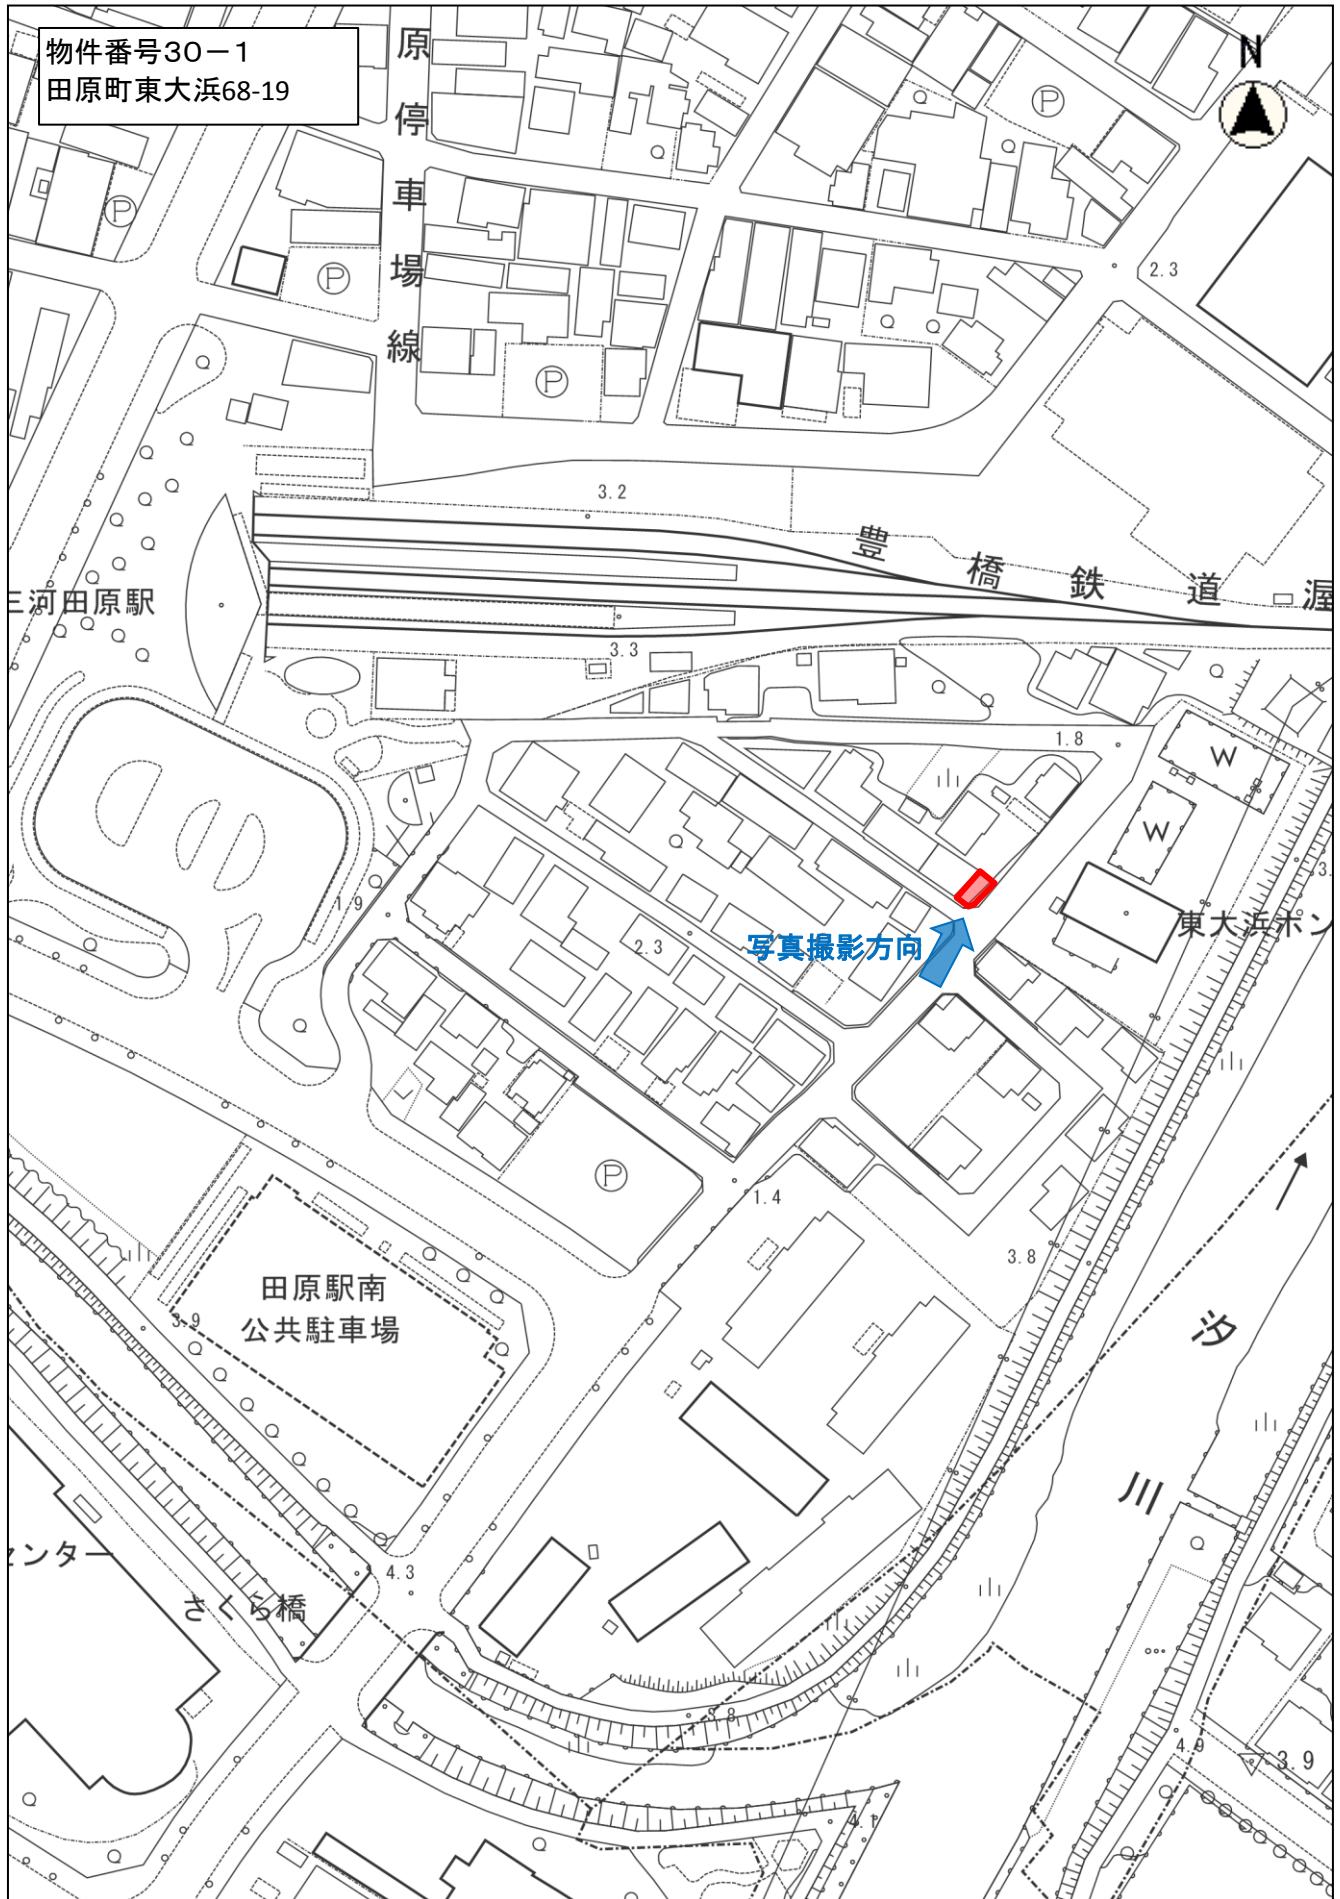 物件番号30－1
田原町東大浜68-19
N
原停車場線
P
P
P
P
2.3
3.2
豊橋鉄道渥
三河田原駅
3.3
1.8
W
W
1.9
2.3
写真撮影方向
東大浜ポン
3.
P
1.4
3.8
田原駅南
公共駐車場
3.9
汐川
センター
4.3
さくら橋
3.8
4.9
3.9
4.1